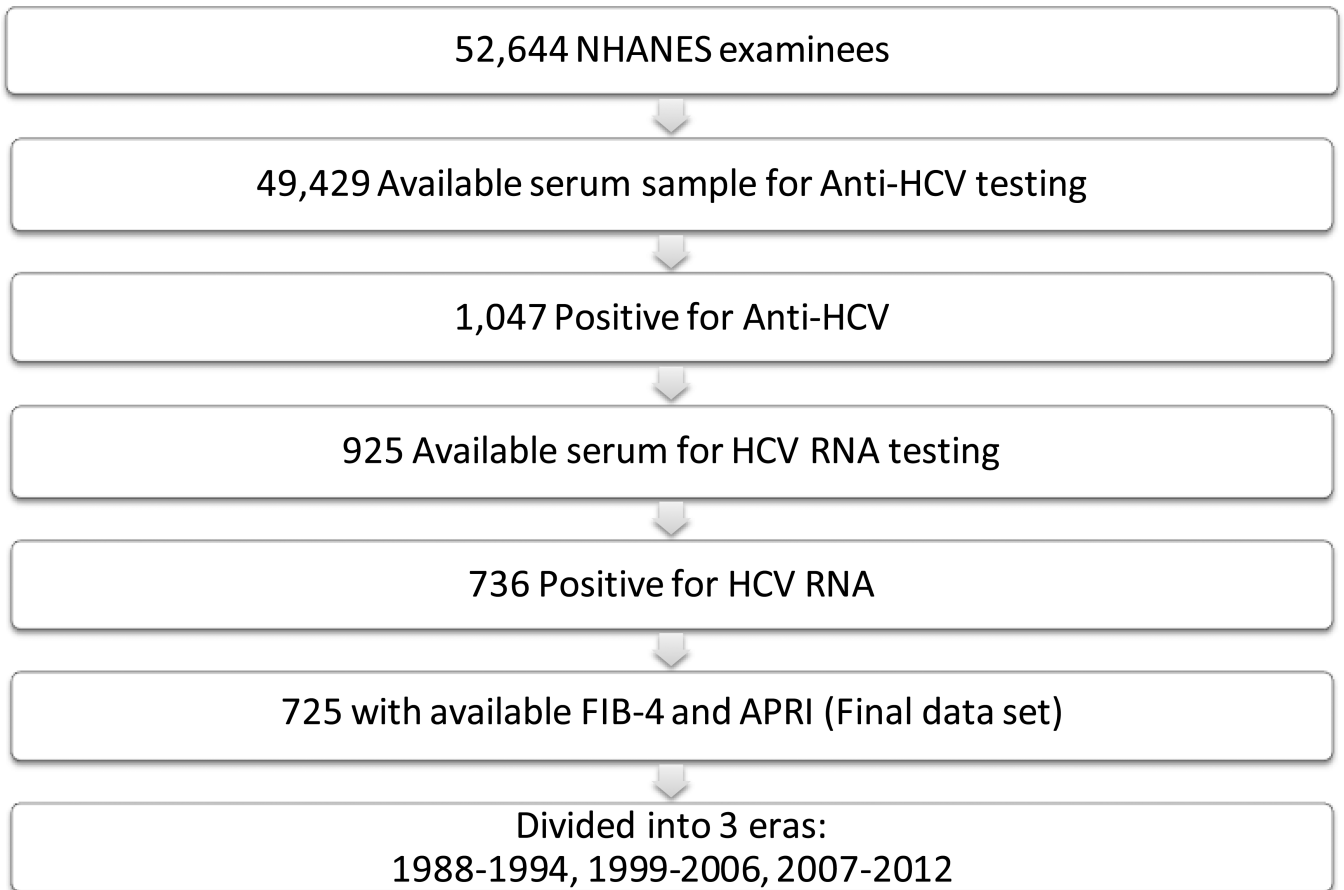 52,644 NHANES examinees
49,429 Available serum sample for Anti-HCV testing
1,047 Positive for Anti-HCV
925 Available serum for HCV RNA testing
736 Positive for HCV RNA
725 with available FIB-4 and APRI (Final data set)
Divided into 3 eras:
1988-1994, 1999-2006, 2007-2012